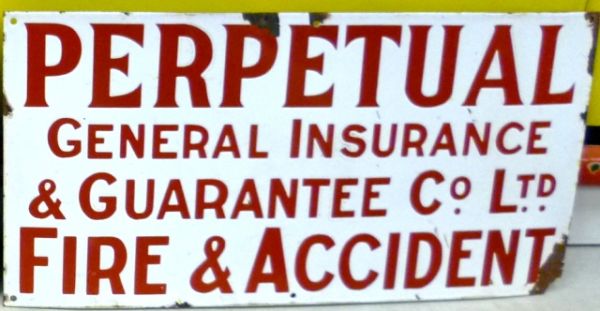 PERPETUAL
GENERAL INSURANCE
& GUARANTEE Co. LTD.
FIRE & ACCIDENT